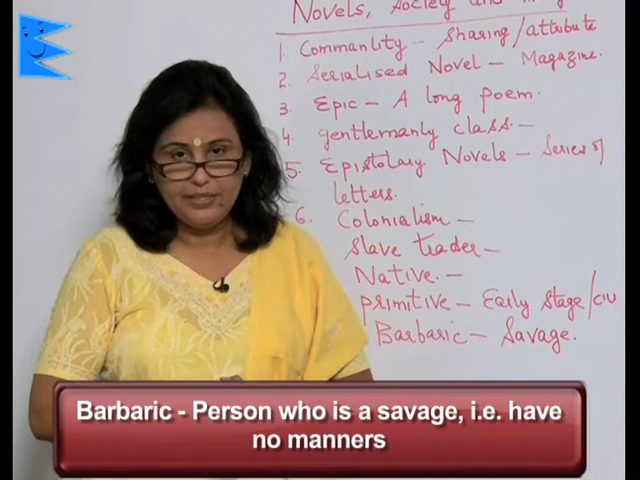 Novels, Society and
1. Commanlity - Sharing/attribute
2. Serialised Novel - Magazine.
3. Epic - A long poem.
4. gentlemanly class. -
5. Epistolary Novels - Series of
letters.
6. Colonialism -
Slave trader -
Native. -
primitive - Early Stage/civ
Barbaric - Savage.
Barbaric - Person who is a savage, i.e. have
no manners